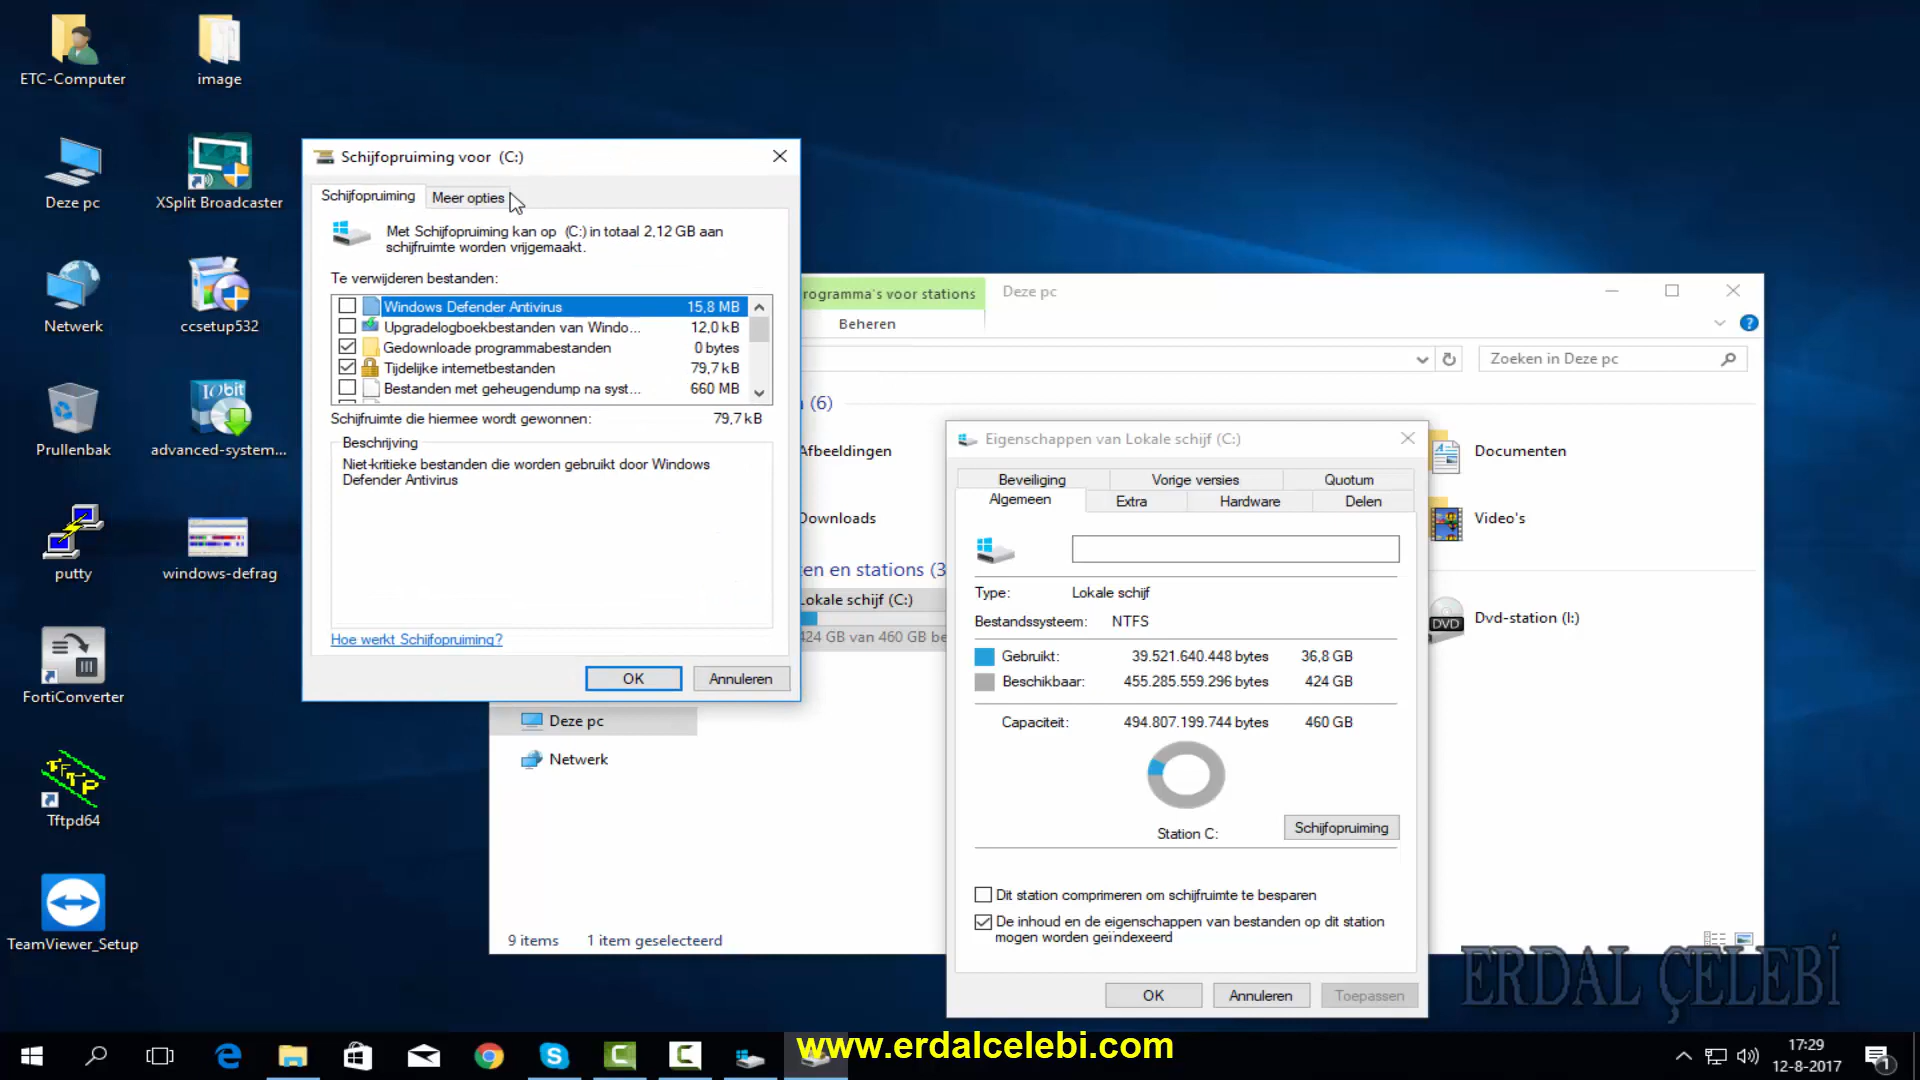 ETC-Computer
image
Deze pc
XSplit Broadcaster
Netwerk
ccsetup532
Prullenbak
advanced-system...
putty
windows-defrag
FortiConverter
Tftpd64
TeamViewer_Setup
Schijfopruiming voor (C:)
Schijfopruiming
Meer opties
Met Schijfopruiming kan op (C:) in totaal 2,12 GB aan
schijfruimte worden vrijgemaakt.
Te verwijderen bestanden:
Windows Defender Antivirus 15,8 MB
Upgradelogboekbestanden van Windo... 12,0 kB
Gedownloade programmabestanden 0 bytes
Tijdelijke internetbestanden 79,7 kB
Bestanden met geheugendump na syst... 660 MB
Schijfruimte die hiermee wordt gewonnen: 79,7 kB
Beschrijving
Niet-kritieke bestanden die worden gebruikt door Windows
Defender Antivirus
Hoe werkt Schijfopruiming?
OK
Annuleren
rogramma's voor stations
Deze pc
Beheren
Zoeken in Deze pc
(6)
Afbeeldingen
Documenten
Downloads
Video's
en en stations (3
Lokale schijf (C:)
424 GB van 460 GB be
Dvd-station (I:)
Deze pc
Netwerk
9 items
1 item geselecteerd
Eigenschappen van Lokale schijf (C:)
Beveiliging
Vorige versies
Quotum
Algemeen
Extra
Hardware
Delen
Type: Lokale schijf
Bestandssysteem: NTFS
Gebruikt: 39.521.640.448 bytes 36,8 GB
Beschikbaar: 455.285.559.296 bytes 424 GB
Capaciteit: 494.807.199.744 bytes 460 GB
Station C:
Schijfopruiming
Dit station comprimeren om schijfruimte te besparen
De inhoud en de eigenschappen van bestanden op dit station
mogen worden geïndexeerd
OK
Annuleren
Toepassen
ERDAL ÇELEBİ
www.erdalcelebi.com
17:29
12-8-2017
1